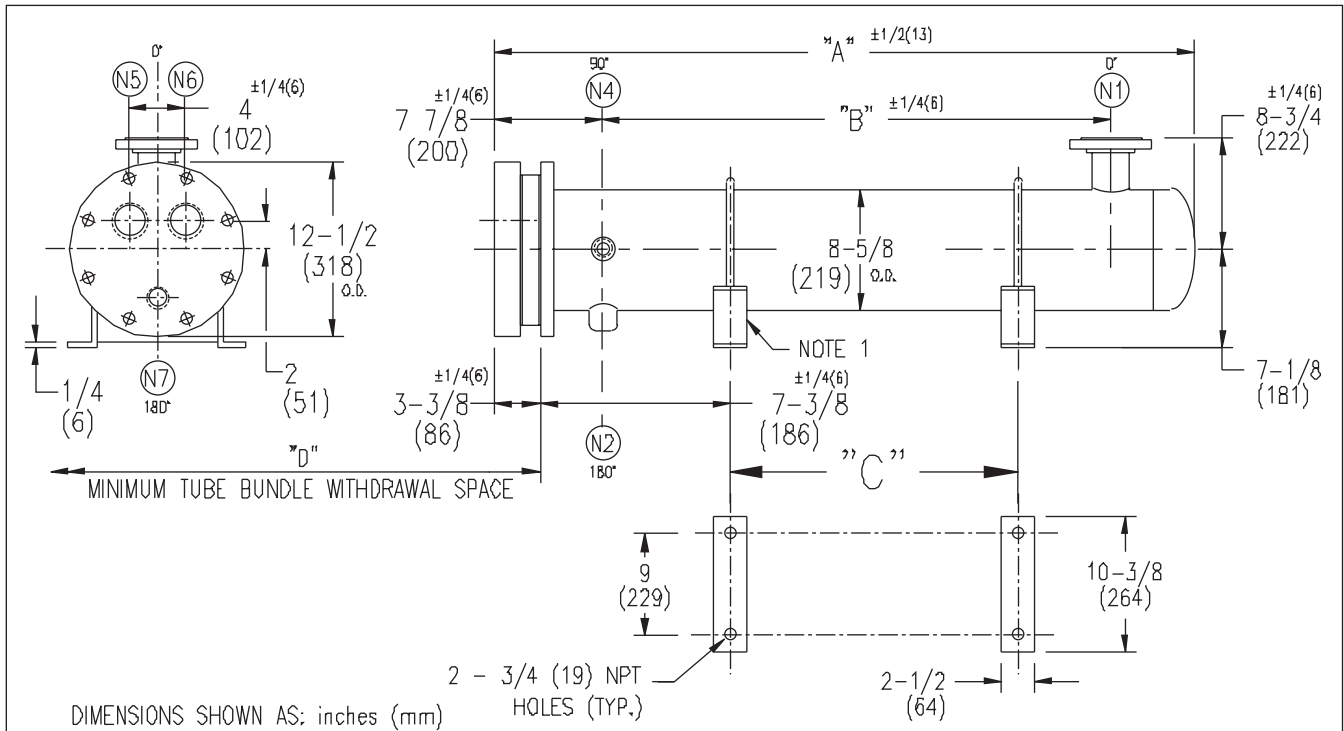 0°
N5 N6
±1/4(6)
4
(102)
12-1/2
(318)
O.D.
1/4
(6)
N7
180°
2
(51)
"D"
MINIMUM TUBE BUNDLE WITHDRAWAL SPACE
"A" ±1/2(13)
90°
N4
0°
N1
±1/4(6)
7 7/8
(200)
"B" ±1/4(6)
±1/4(6)
8-3/4
(222)
8-5/8
(219) O.D.
NOTE 1
±1/4(6)
3-3/8
(86)
N2
180°
±1/4(6)
7-3/8
(186)
7-1/8
(181)
"C"
9
(229)
10-3/8
(264)
2 - 3/4 (19) NPT
HOLES (TYP.)
2-1/2
(64)
DIMENSIONS SHOWN AS: inches (mm)